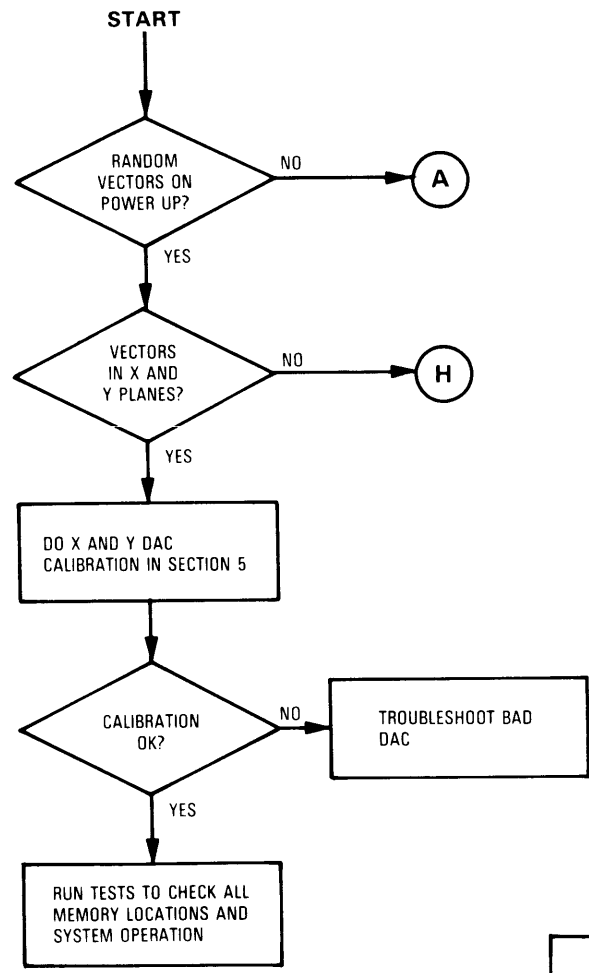 START
RANDOM
VECTORS ON
POWER UP?
NO
A
YES
VECTORS
IN X AND
Y PLANES?
NO
H
YES
DO X AND Y DAC
CALIBRATION IN SECTION 5
CALIBRATION
OK?
NO
TROUBLESHOOT BAD
DAC
YES
RUN TESTS TO CHECK ALL
MEMORY LOCATIONS AND
SYSTEM OPERATION